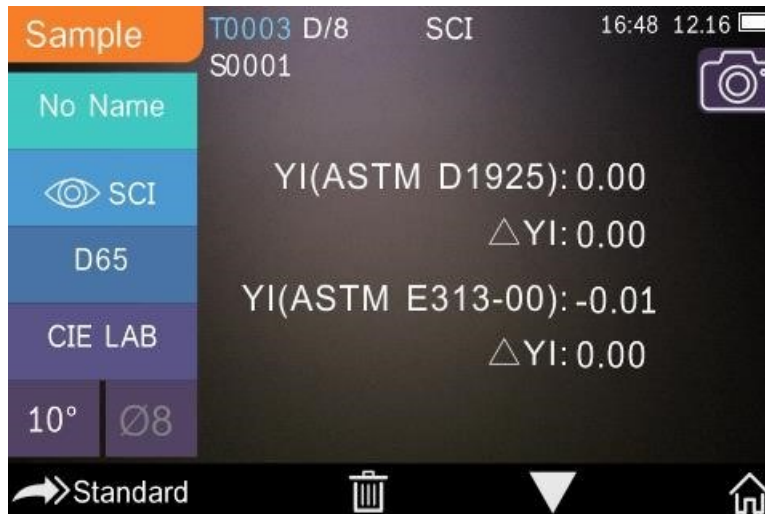 Sample
T0003 D/8 SCI 16:48 12.16
S0001
No Name
SCI
D65
CIE LAB
10° Ø8
YI(ASTM D1925): 0.00
△YI: 0.00
YI(ASTM E313-00): -0.01
△YI: 0.00
Standard